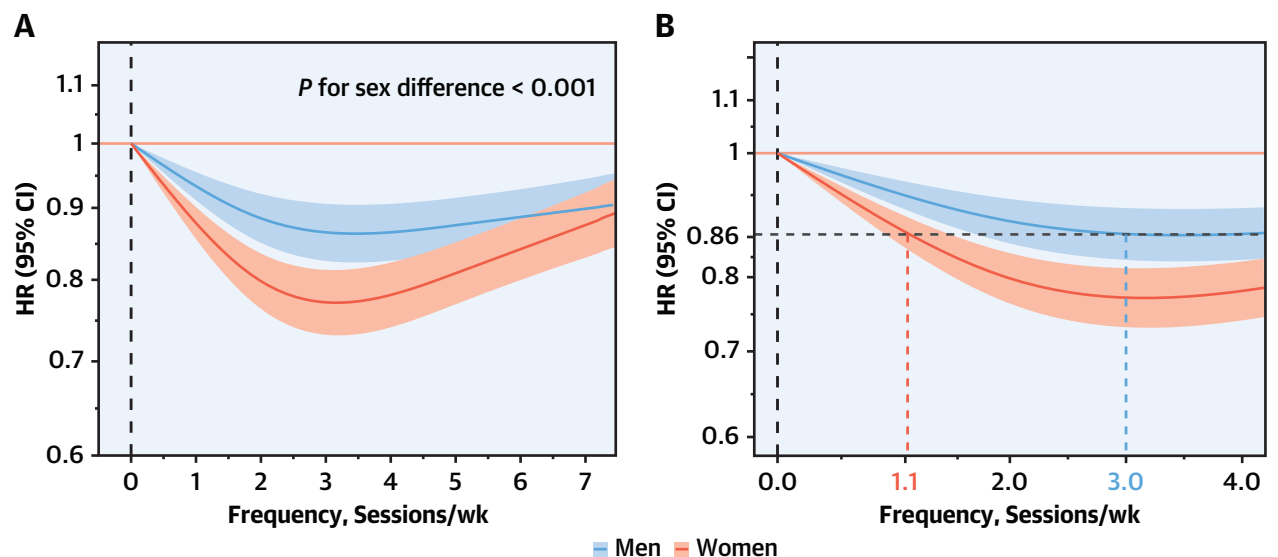 A
B
P for sex difference < 0.001
HR (95% CI)
1.1
1
0.9
0.8
0.7
0.6
0 1 2 3 4 5 6 7
Frequency, Sessions/wk
HR (95% CI)
1.1
1
0.86
0.8
0.7
0.6
0.0 1.1 2.0 3.0 4.0
Frequency, Sessions/wk
Men Women